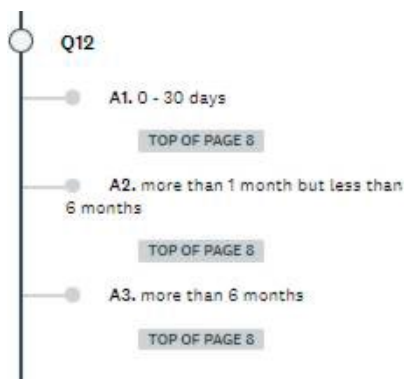 Q12
A1. 0 - 30 days
TOP OF PAGE 8
A2. more than 1 month but less than
6 months
TOP OF PAGE 8
A3. more than 6 months
TOP OF PAGE 8